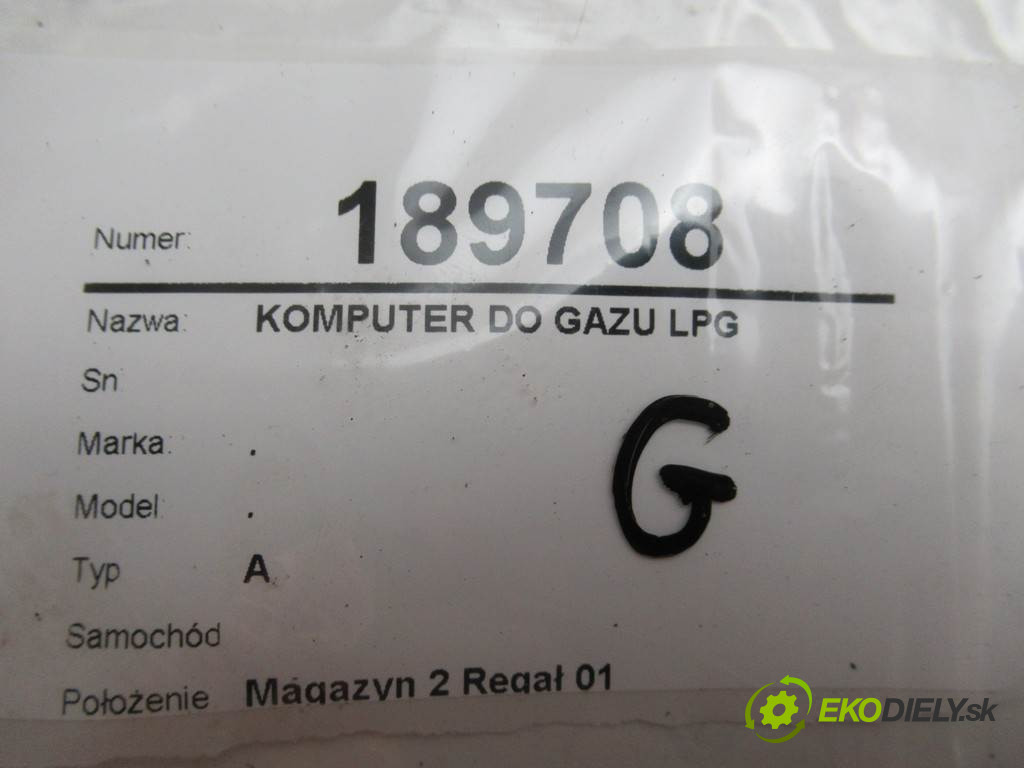 Numer: 189708
Nazwa: KOMPUTER DO GAZU LPG
Sn
Marka: .
Model: .
G
Typ A
Samochód
Położenie Magazyn 2 Regał 01
EKODIELY.sk